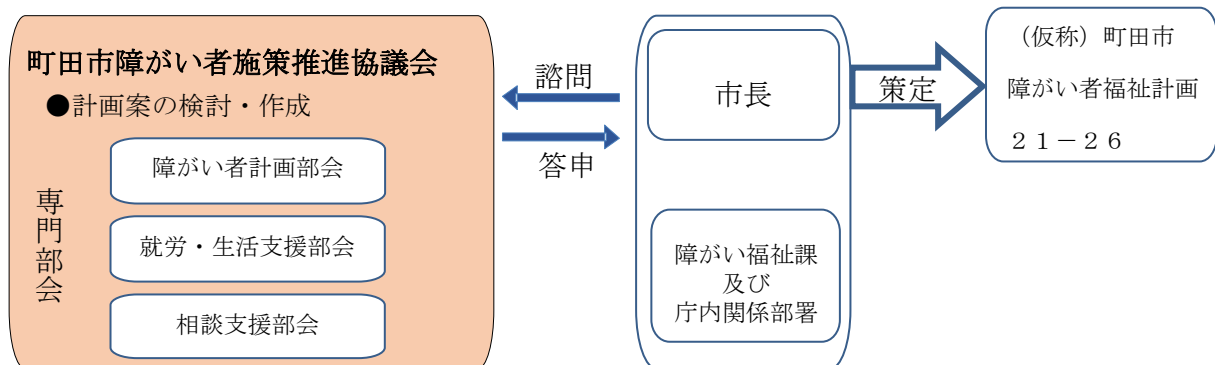 町田市障がい者施策推進協議会
●計画案の検討・作成
専門部会
障がい者計画部会
就労・生活支援部会
相談支援部会
諮問
答申
市長
障がい福祉課
及び
庁内関係部署
策定
（仮称）町田市
障がい者福祉計画
２１－２６